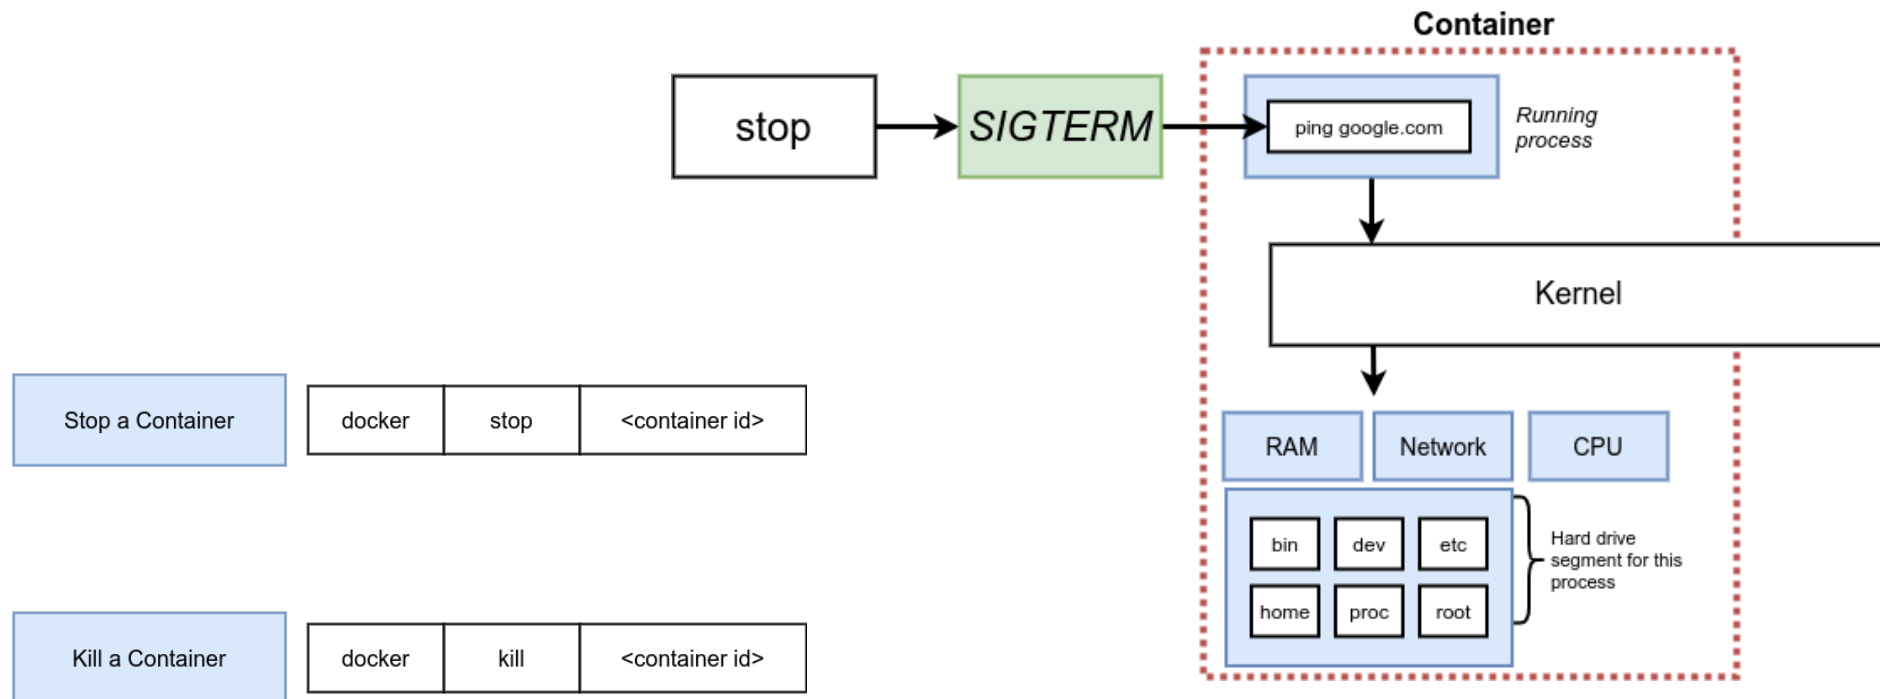 Container
stop
SIGTERM
ping google.com
Running
process
Kernel
Stop a Container
docker
stop
<container id>
RAM
Network
CPU
bin
dev
etc
home
proc
root
Hard drive
segment for this
process
Kill a Container
docker
kill
<container id>